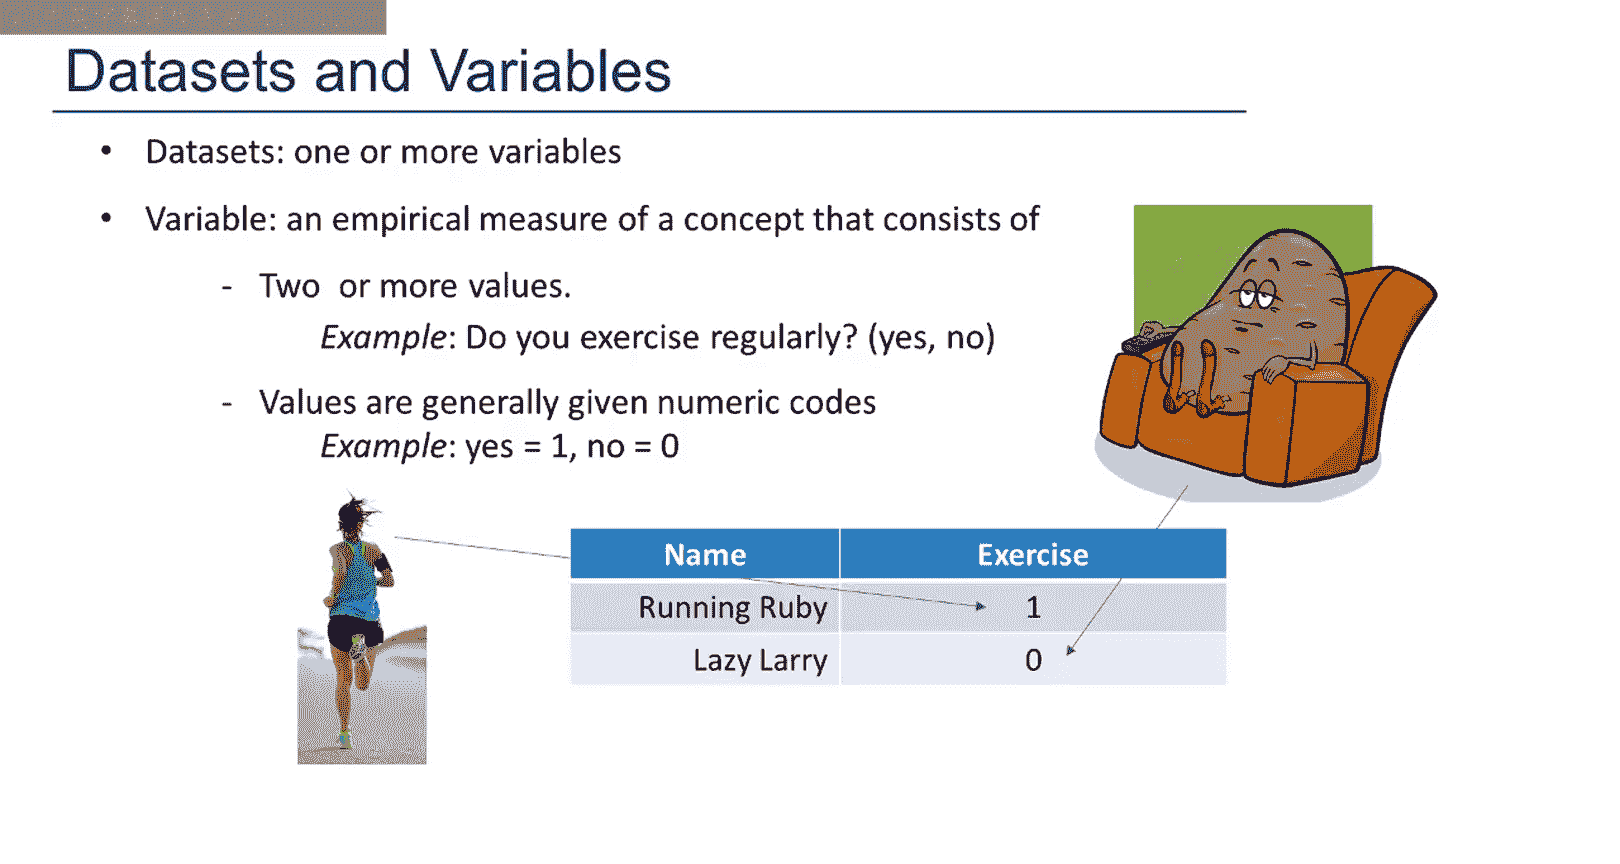 Datasets and Variables
• Datasets: one or more variables
• Variable: an empirical measure of a concept that consists of
- Two or more values.
Example: Do you exercise regularly? (yes, no)
- Values are generally given numeric codes
Example: yes = 1, no = 0
Name Exercise
Running Ruby 1
Lazy Larry 0